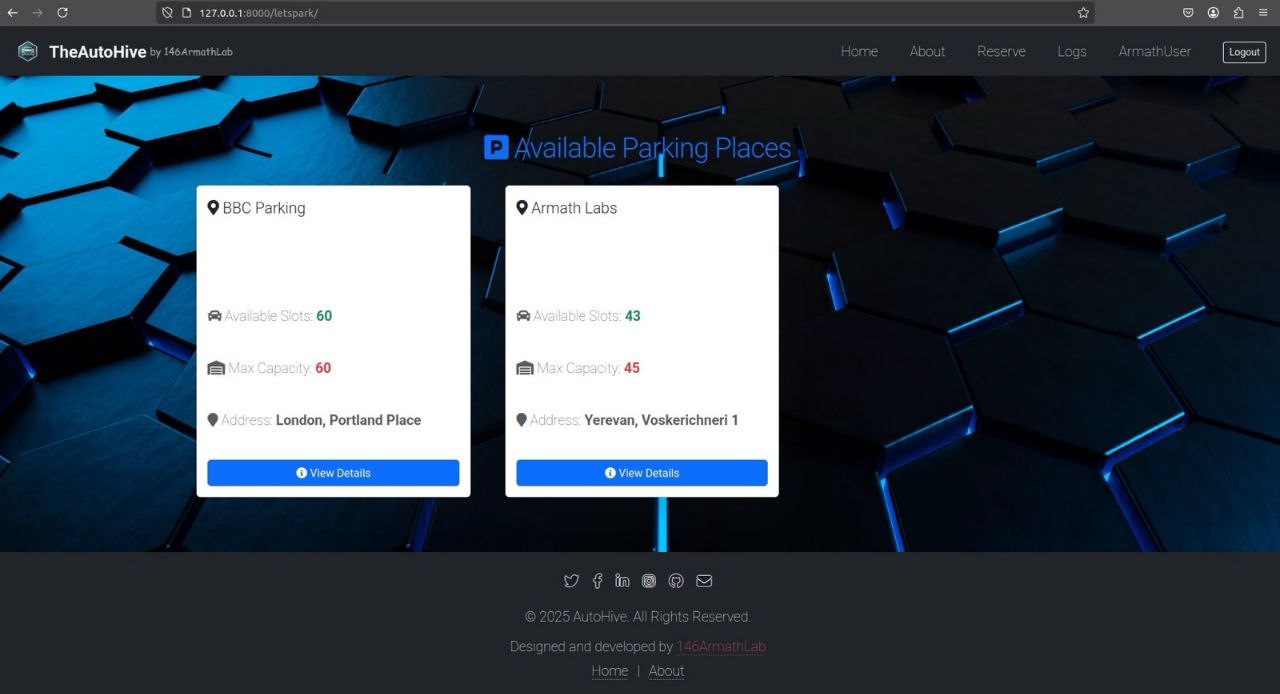 127.0.0.1:8000/letspark/
TheAutoHive by 146ArmathLab
Home About Reserve Logs ArmathUser Logout
P Available Parking Places
BBC Parking
Available Slots: 60
Max Capacity: 60
Address: London, Portland Place
View Details
Armath Labs
Available Slots: 43
Max Capacity: 45
Address: Yerevan, Voskerichneri 1
View Details
© 2025 AutoHive. All Rights Reserved.
Designed and developed by 146ArmathLab
Home | About